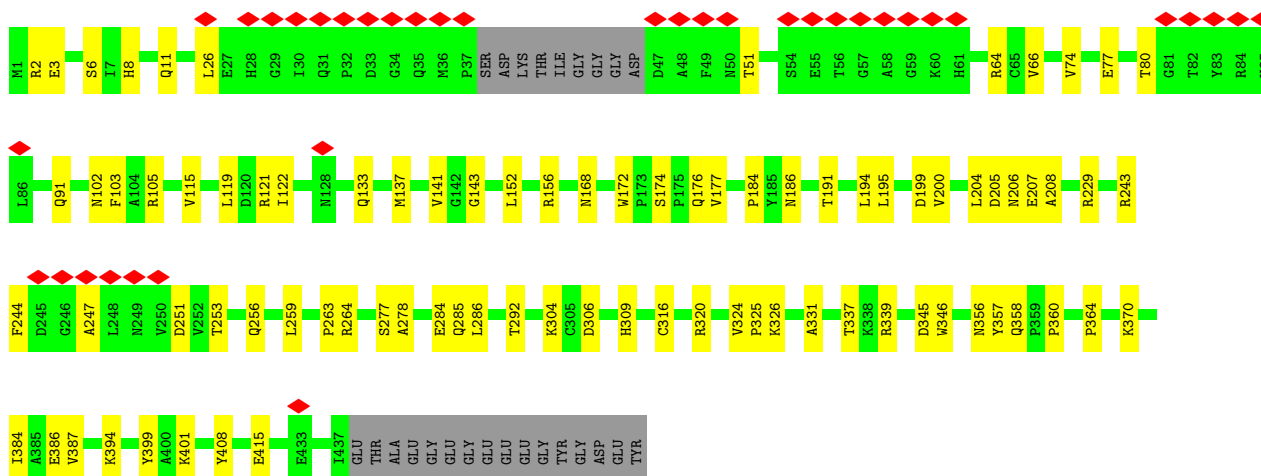 M1 R2 E3 S6 I7 H8 Q11 L26 E27 H28 G29 I30 Q31 P32 D33 G34 Q35 M36 P37 SER ASP LYS THR ILE GLY GLY GLY ASP D47 A48 F49 N50 T51 S54 E55 T56 G57 A58 G59 K60 H61 R64 C65 V66 V74 E77 T80 G81 T82 Y83 R84
L86 Q91 N102 F103 A104 R105 V115 L119 D120 R121 I122 N128 Q133 M137 V141 G142 G143 L152 R156 N168 W172 P173 S174 P175 Q176 V177 P184 Y185 N186 T191 L194 L195 D199 V200 L204 D205 N206 E207 A208 R229 R243
F244 D245 G246 A247 L248 N249 V250 D251 V252 T253 Q256 L259 P263 R264 S277 A278 E284 Q285 L286 T292 K304 C305 D306 H309 C316 R320 V324 P325 K326 A331 T337 K338 R339 D345 W346 N356 Y357 Q358 P359 P360 P364 K370
I384 A385 E386 V387 K394 Y399 A400 K401 Y408 E415 E433 I437 GLU THR ALA GLU GLY GLU GLY GLU GLU GLU GLY TYR GLY ASP GLU TYR